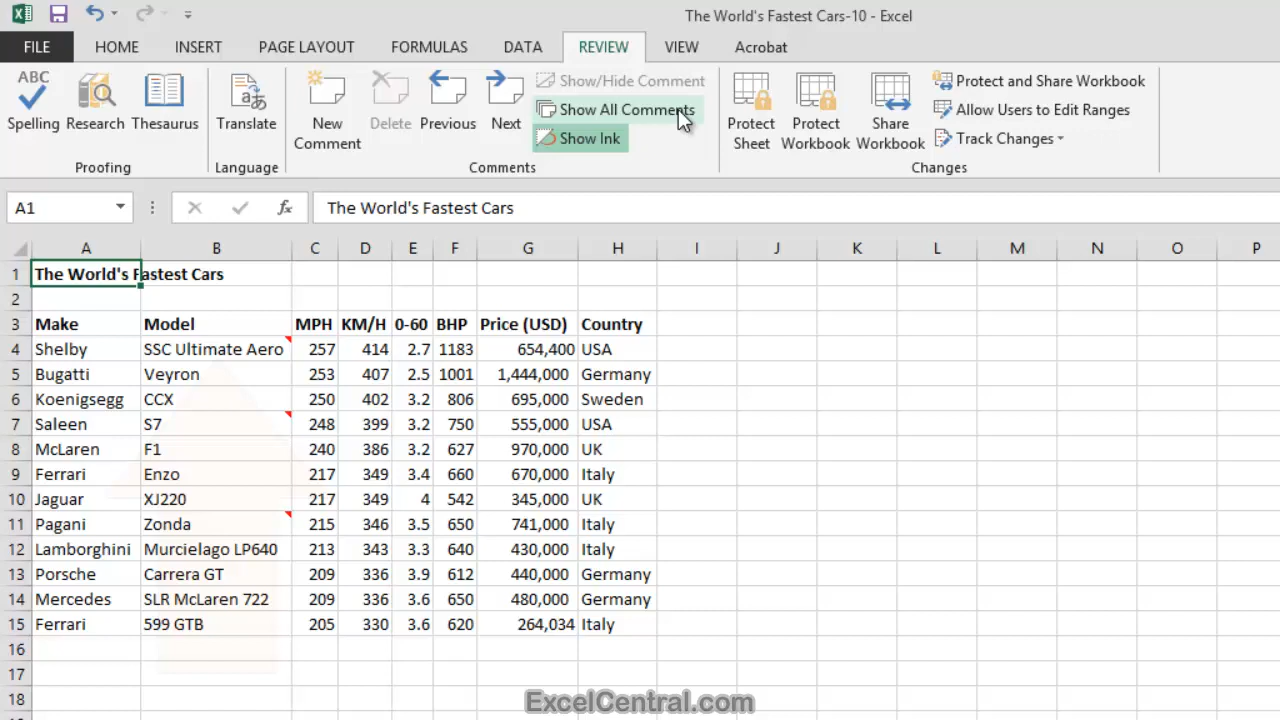 The World's Fastest Cars-10 - Excel
FILE HOME INSERT PAGE LAYOUT FORMULAS DATA REVIEW VIEW Acrobat
ABC
Spelling Research Thesaurus
Proofing
Translate
Language
New Comment
Delete Previous Next
Show/Hide Comment
Show All Comments
Show Ink
Comments
Protect Sheet
Protect Workbook
Share Workbook
Protect and Share Workbook
Allow Users to Edit Ranges
Track Changes
Changes
A1 fx The World's Fastest Cars
A B C D E F G H I J K L M N O P
1 The World's Fastest Cars
2
3 Make Model MPH KM/H 0-60 BHP Price (USD) Country
4 Shelby SSC Ultimate Aero 257 414 2.7 1183 654,400 USA
5 Bugatti Veyron 253 407 2.5 1001 1,444,000 Germany
6 Koenigsegg CCX 250 402 3.2 806 695,000 Sweden
7 Saleen S7 248 399 3.2 750 555,000 USA
8 McLaren F1 240 386 3.2 627 970,000 UK
9 Ferrari Enzo 217 349 3.4 660 670,000 Italy
10 Jaguar XJ220 217 349 4 542 345,000 UK
11 Pagani Zonda 215 346 3.5 650 741,000 Italy
12 Lamborghini Murcielago LP640 213 343 3.3 640 430,000 Italy
13 Porsche Carrera GT 209 336 3.9 612 440,000 Germany
14 Mercedes SLR McLaren 722 209 336 3.6 650 480,000 Germany
15 Ferrari 599 GTB 205 330 3.6 620 264,034 Italy
16
17
18
ExcelCentral.com